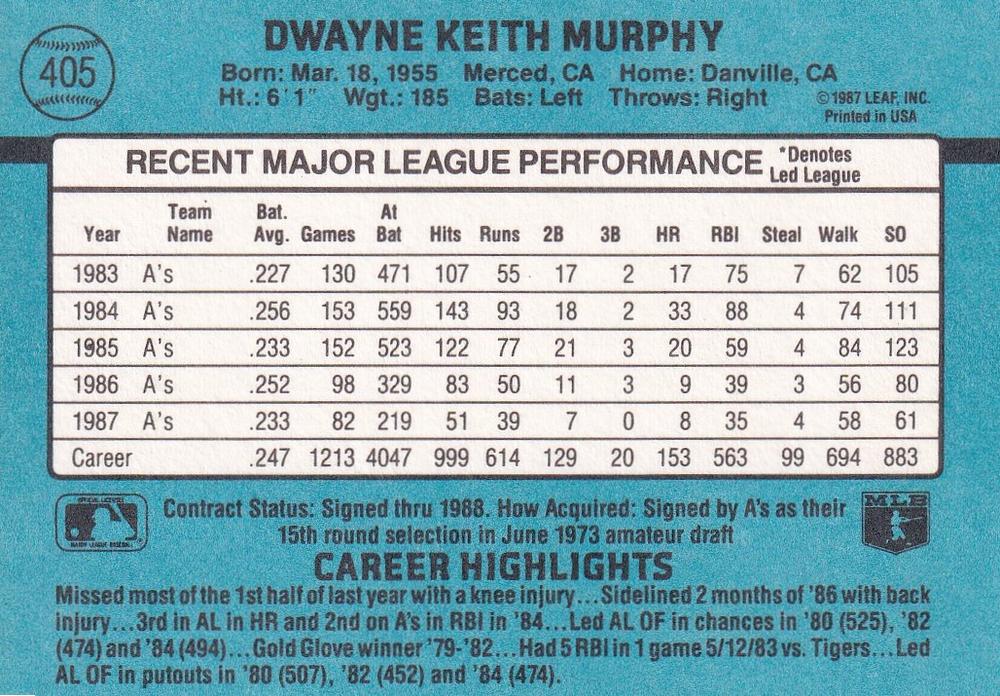 DWAYNE KEITH MURPHY
405
Born: Mar. 18, 1955 Merced, CA Home: Danville, CA
Ht.: 6'1" Wgt.: 185 Bats: Left Throws: Right
©1987 LEAF, INC.
Printed in USA
RECENT MAJOR LEAGUE PERFORMANCE *Denotes Led League
Year Team Name Bat. Avg. Games At Bat Hits Runs 2B 3B HR RBI Steal Walk SO
1983 A's .227 130 471 107 55 17 2 17 75 7 62 105
1984 A's .256 153 559 143 93 18 2 33 88 4 74 111
1985 A's .233 152 523 122 77 21 3 20 59 4 84 123
1986 A's .252 98 329 83 50 11 3 9 39 3 56 80
1987 A's .233 82 219 51 39 7 0 8 35 4 58 61
Career .247 1213 4047 999 614 129 20 153 563 99 694 883
OFFICIAL LICENSEE
MAJOR LEAGUE BASEBALL
Contract Status: Signed thru 1988. How Acquired: Signed by A's as their
15th round selection in June 1973 amateur draft
MLB
CAREER HIGHLIGHTS
Missed most of the 1st half of last year with a knee injury...Sidelined 2 months of '86 with back
injury...3rd in AL in HR and 2nd on A's in RBI in '84...Led AL OF in chances in '80 (525), '82
(474) and '84 (494)...Gold Glove winner '79-'82...Had 5 RBI in 1 game 5/12/83 vs. Tigers...Led
AL OF in putouts in '80 (507), '82 (452) and '84 (474).